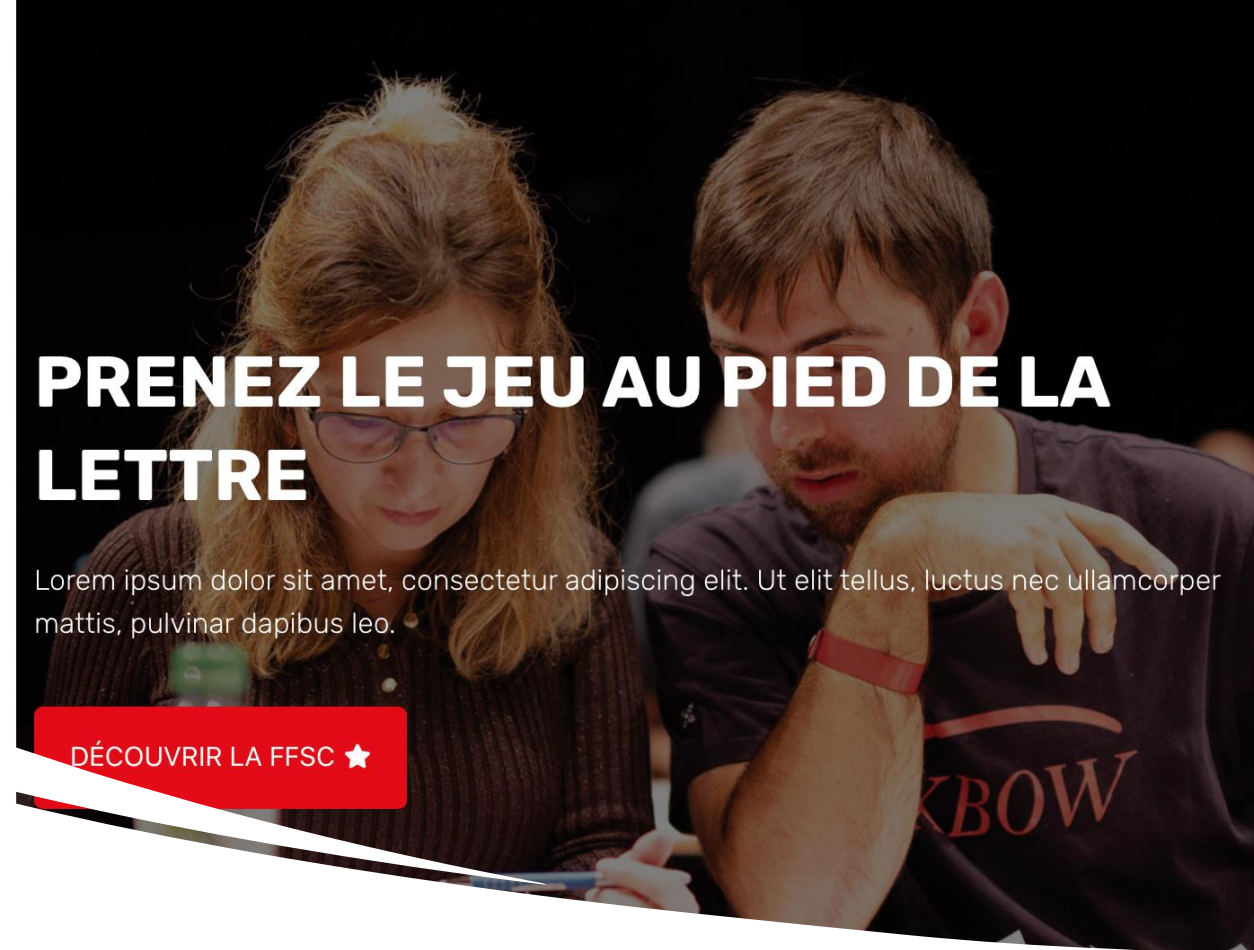 PRENEZ LE JEU AU PIED DE LA
LETTRE
Lorem ipsum dolor sit amet, consectetur adipiscing elit. Ut elit tellus, luctus nec ullamcorper
mattis, pulvinar dapibus leo.
DÉCOUVRIR LA FFSC
KBOW